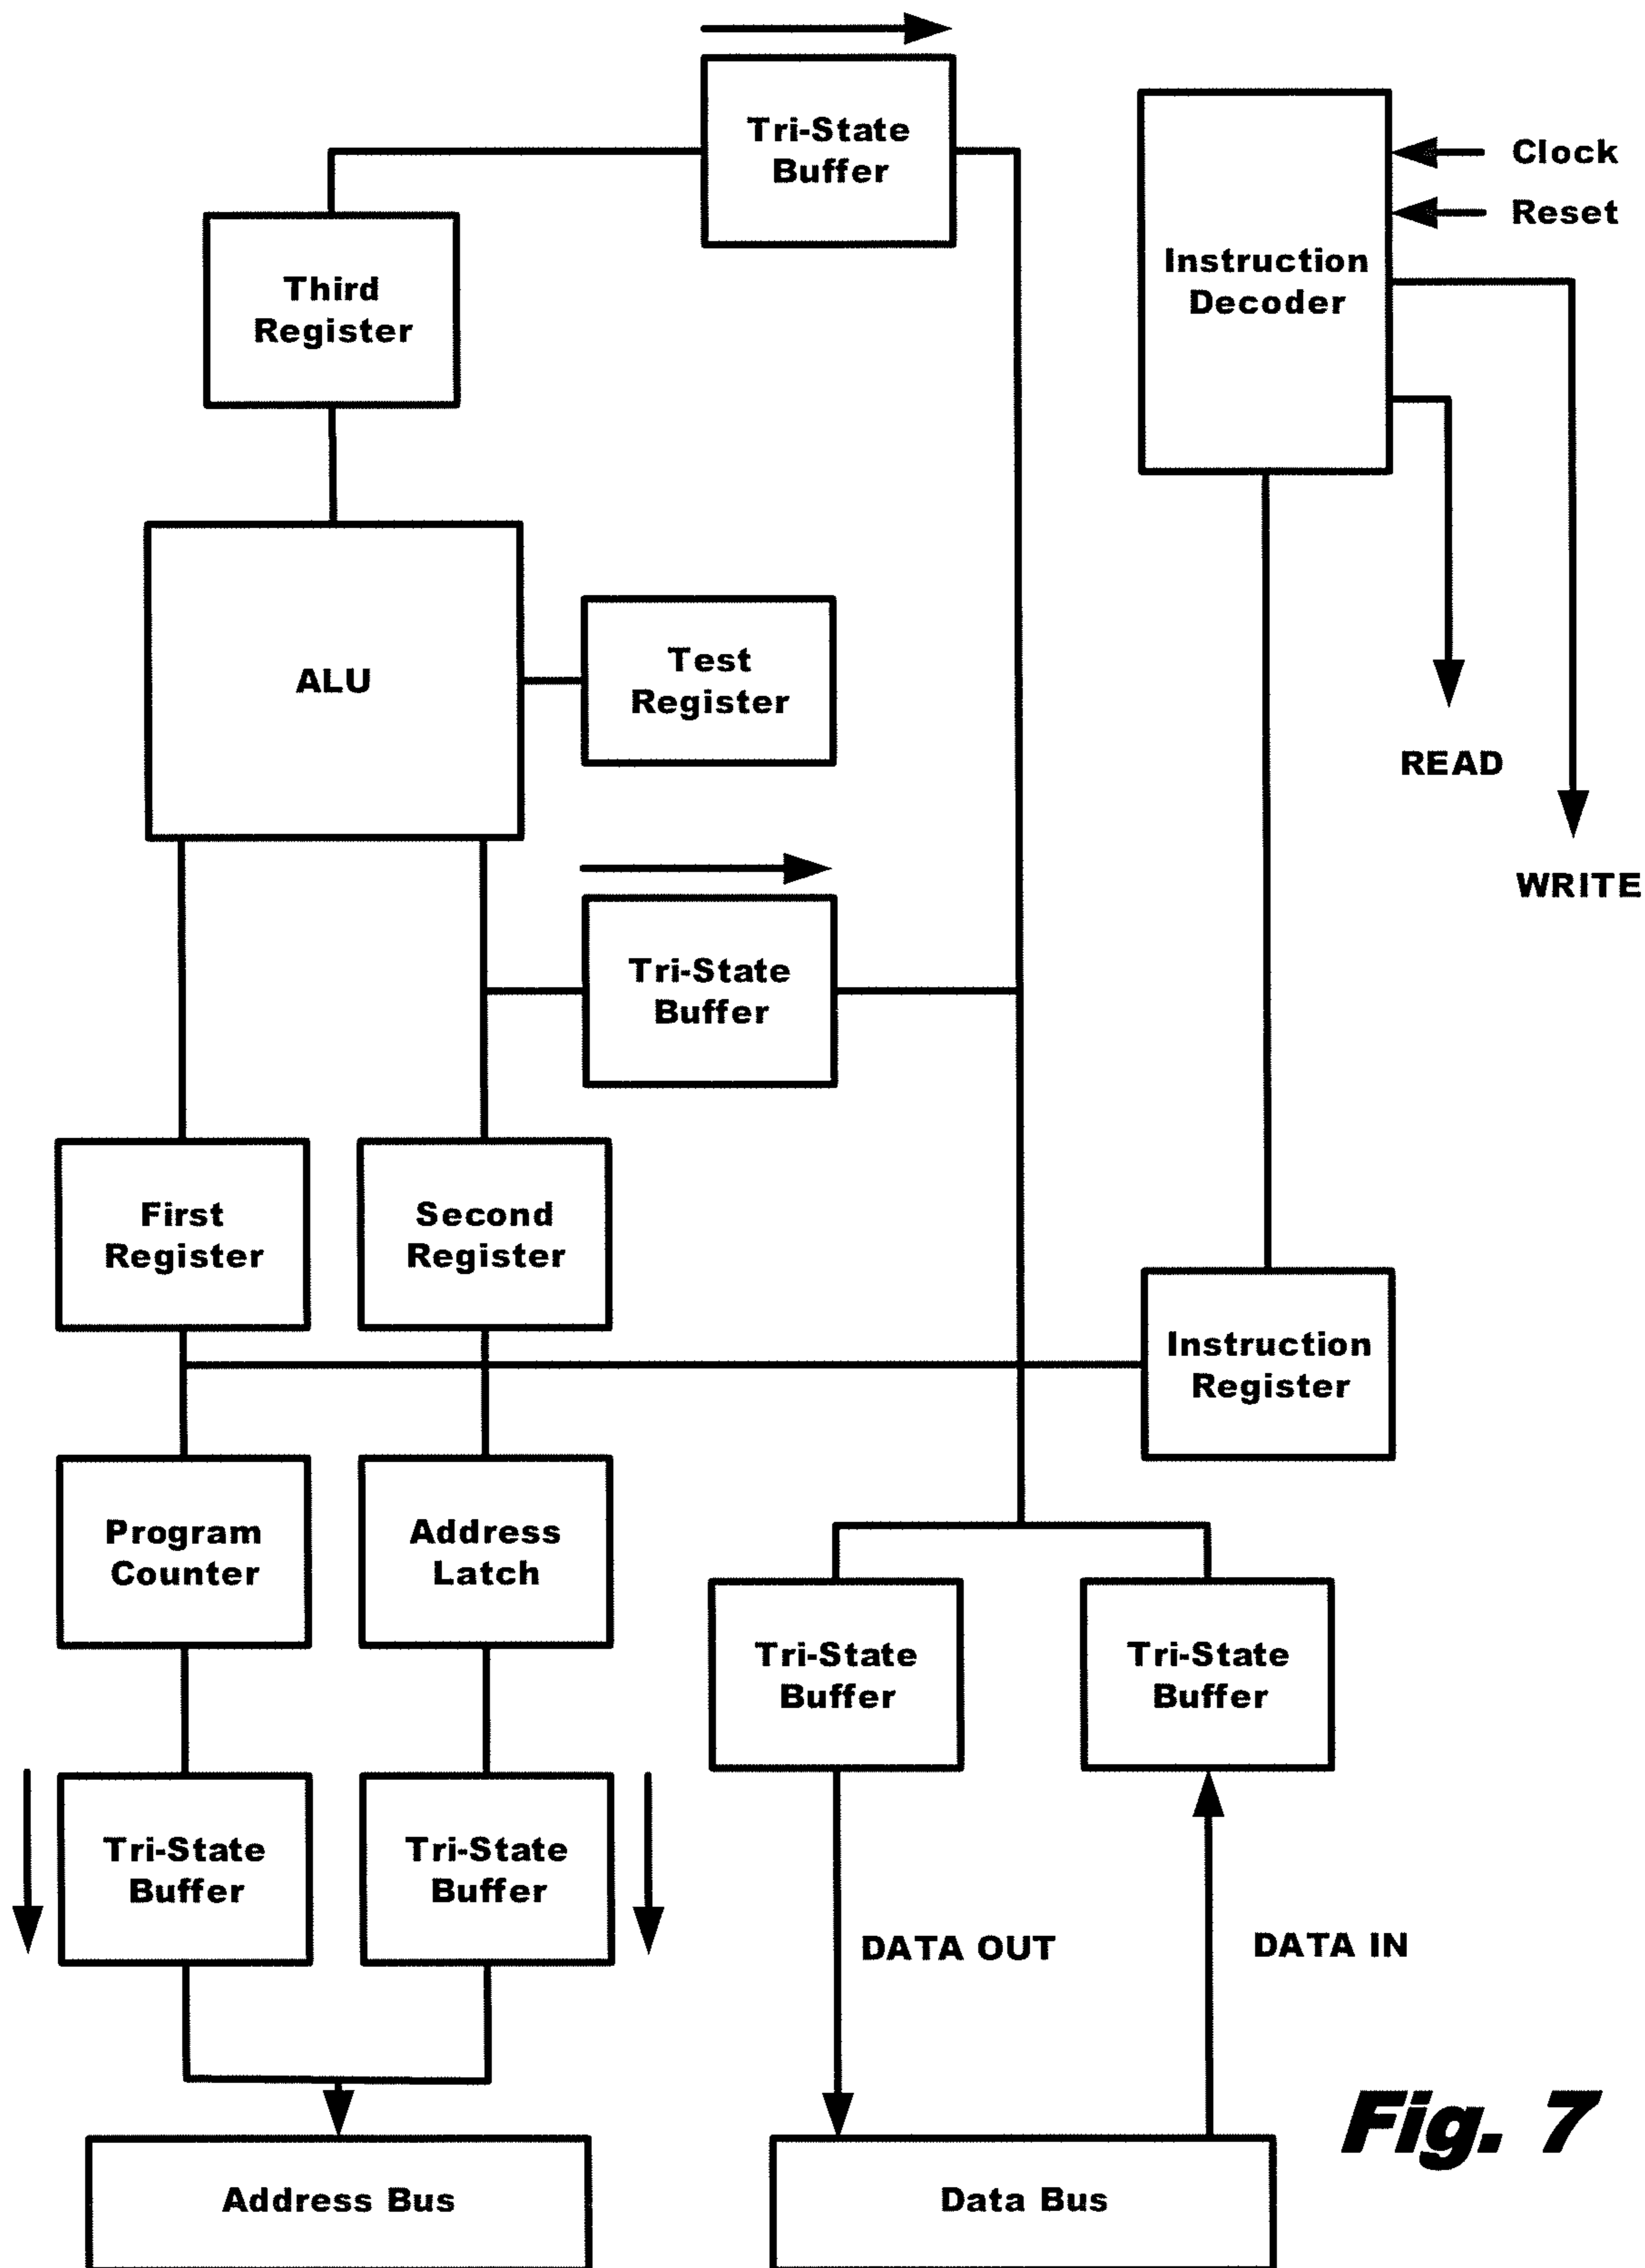 Tri-State
Buffer
Clock
Reset
Instruction
Decoder
Third
Register
ALU
Test
Register
READ
WRITE
Tri-State
Buffer
First
Register
Second
Register
Instruction
Register
Program
Counter
Address
Latch
Tri-State
Buffer
Tri-State
Buffer
Tri-State
Buffer
Tri-State
Buffer
DATA OUT
DATA IN
Fig. 7
Address Bus
Data Bus